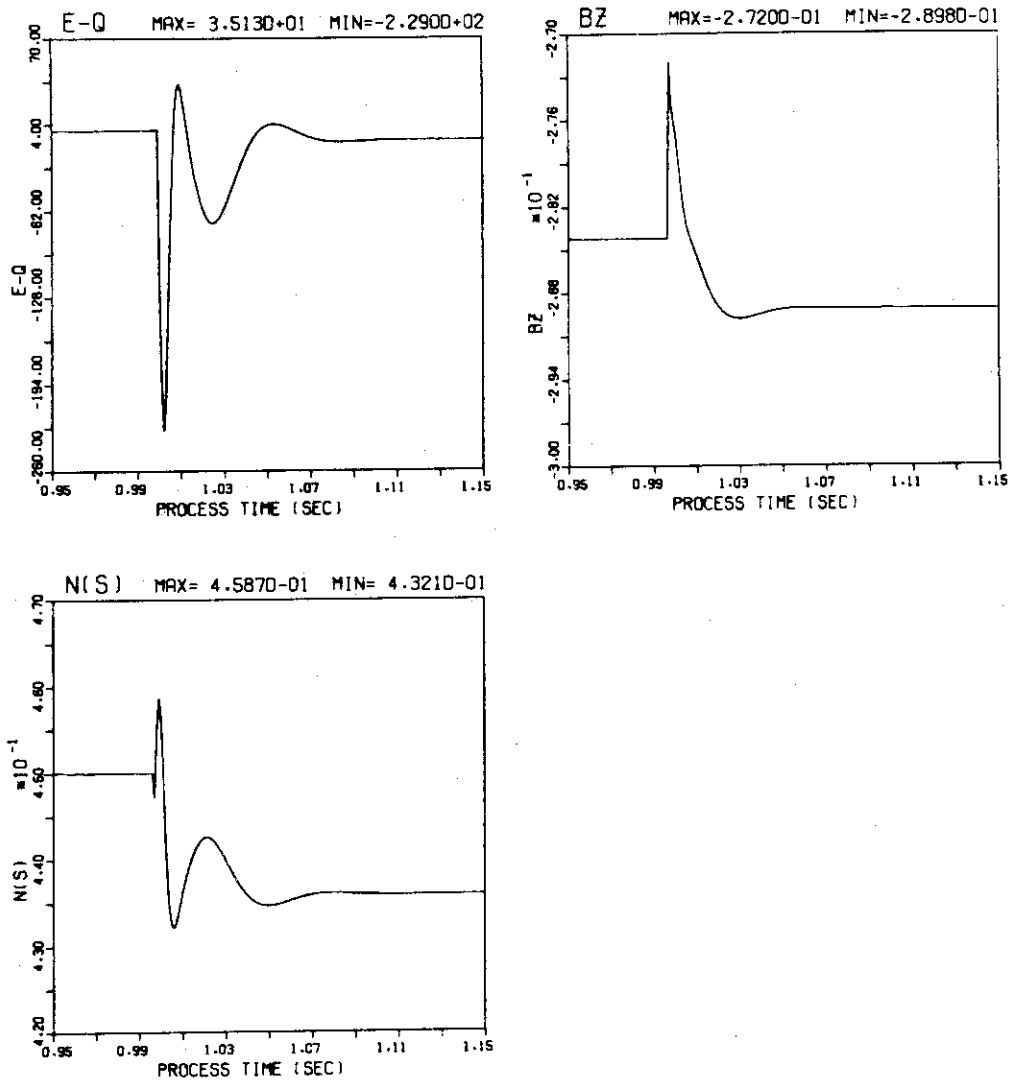 E-Q MAX= 3.513D+01 MIN=-2.290D+02
70.00
4.00
-62.00
-128.00
-194.00
-260.00
E-Q
0.95 0.99 1.03 1.07 1.11 1.15
PROCESS TIME (SEC)
BZ MAX=-2.720D-01 MIN=-2.898D-01
-2.70
-2.76
-2.82
-2.88
-2.94
-3.00
BZ *10⁻¹
0.95 0.99 1.03 1.07 1.11 1.15
PROCESS TIME (SEC)
N(S) MAX= 4.587D-01 MIN= 4.321D-01
4.70
4.60
4.50
4.40
4.30
4.20
N(S) *10⁻¹
0.95 0.99 1.03 1.07 1.11 1.15
PROCESS TIME (SEC)